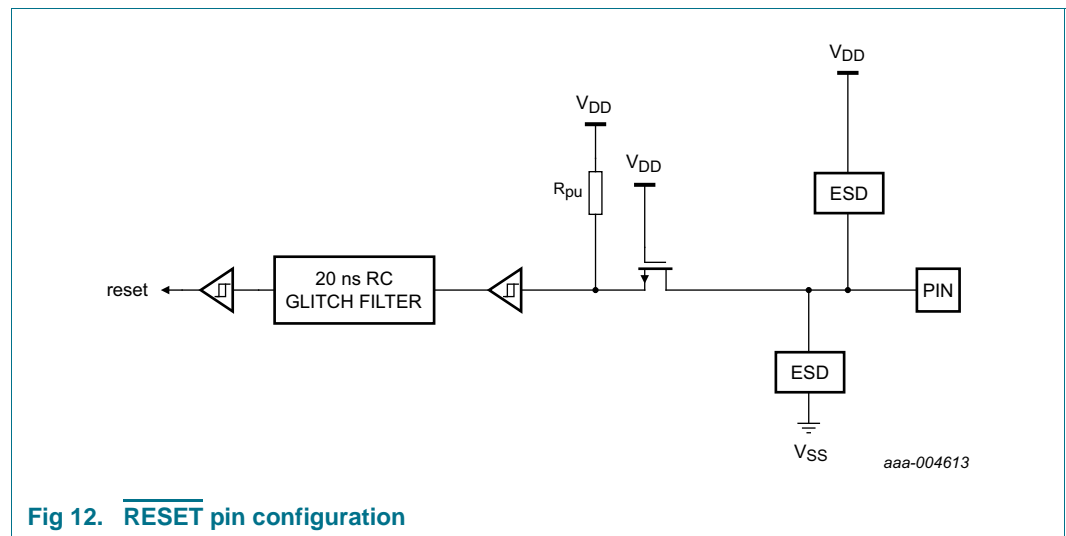 VDD
VDD
VDD
Rpu
ESD
reset
20 ns RC
GLITCH FILTER
PIN
ESD
VSS
aaa-004613
Fig 12. RESET pin configuration